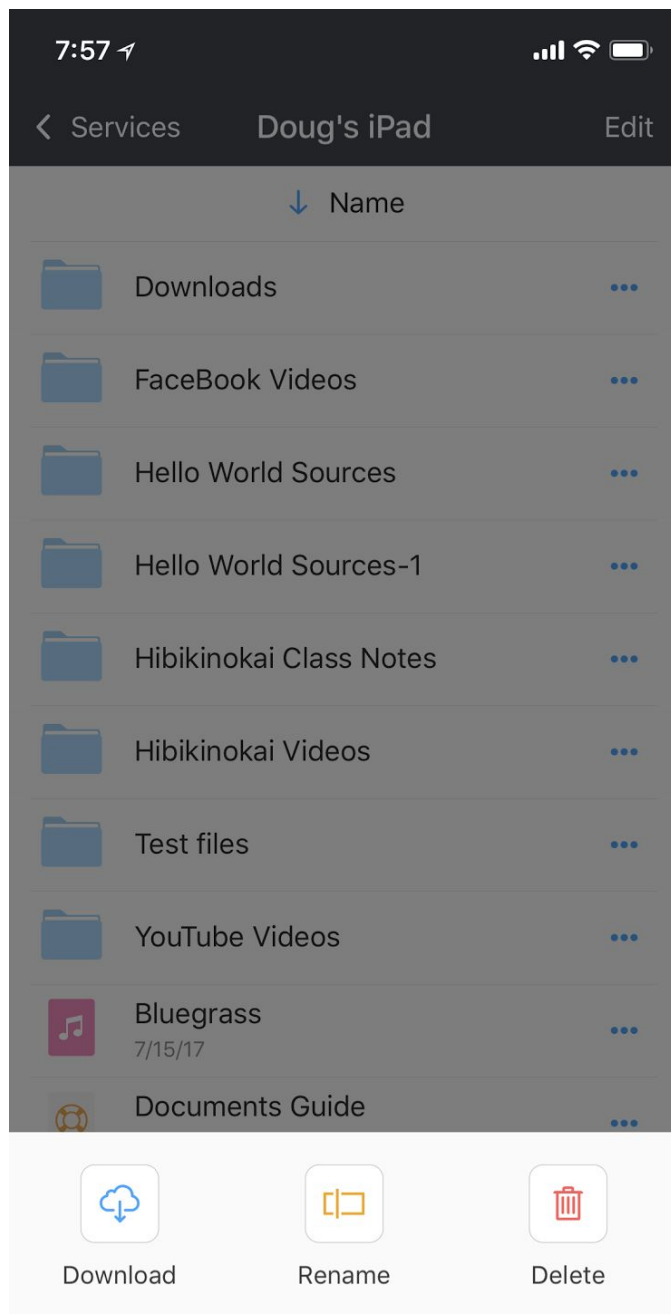 7:57
Services Doug's iPad Edit
Name
Downloads
FaceBook Videos
Hello World Sources
Hello World Sources-1
Hibikinokai Class Notes
Hibikinokai Videos
Test files
YouTube Videos
Bluegrass
7/15/17
Documents Guide
Download Rename Delete